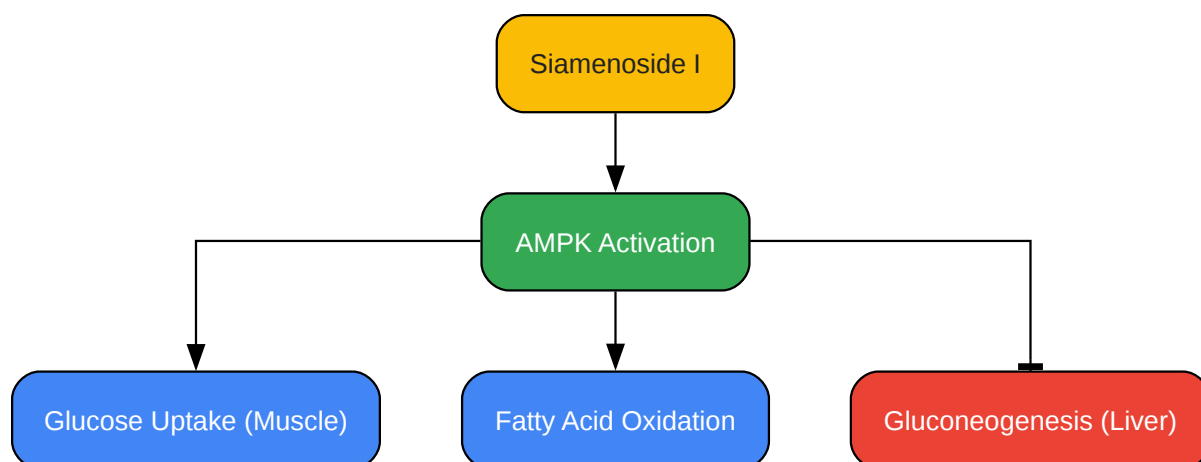 Siamenoside I
AMPK Activation
Glucose Uptake (Muscle)
Fatty Acid Oxidation
Gluconeogenesis (Liver)